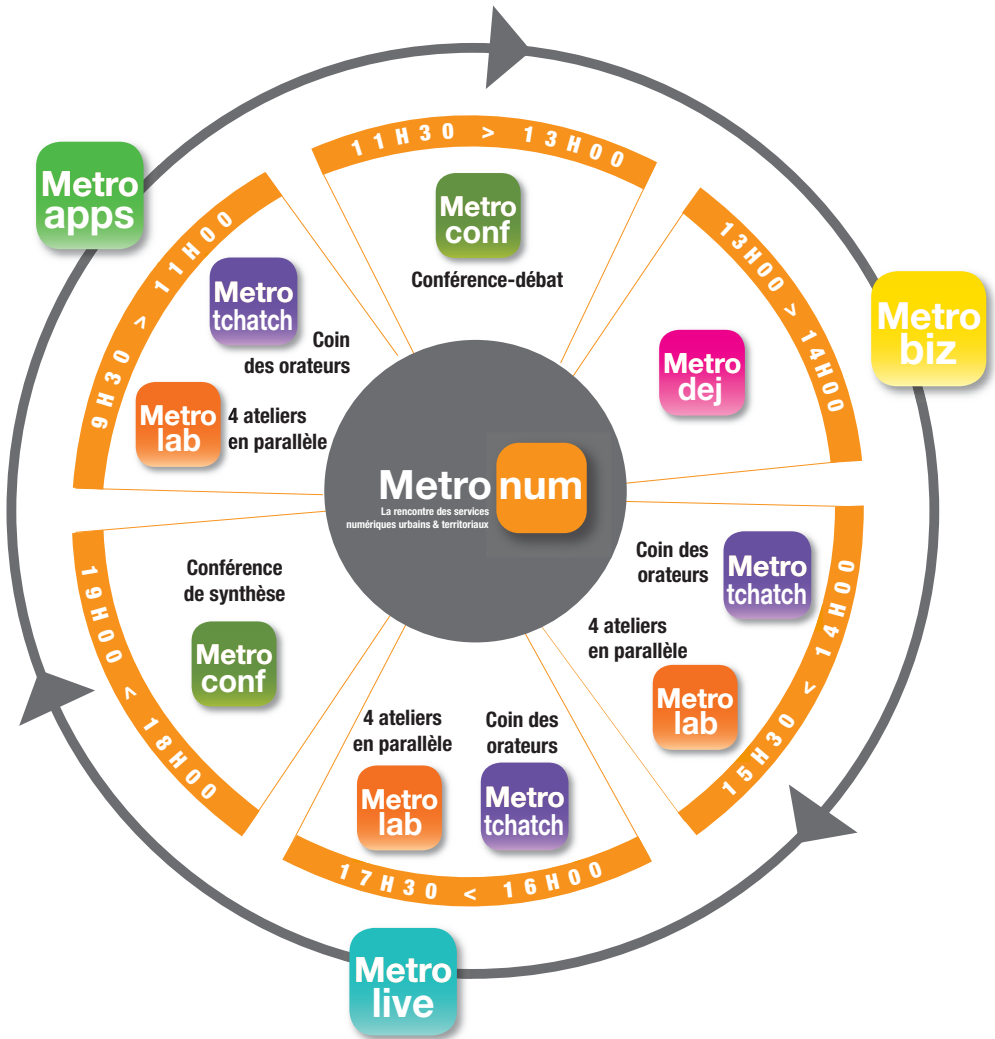 Metro
apps
11H30 > 13H00
Metro
conf
Conférence-débat
9H30 > 11H00
Metro
tchatch
Coin
des orateurs
Metro
lab
4 ateliers
en parallèle
13H00 > 14H00
Metro
dej
Metro
biz
Metro num
La rencontre des services
numériques urbains & territoriaux
Coin des
orateurs
Metro
tchatch
4 ateliers
en parallèle
Metro
lab
15H30 < 14H00
4 ateliers
en parallèle
Metro
lab
Coin des
orateurs
Metro
tchatch
17H30 < 16H00
Conférence
de synthèse
Metro
conf
19H00 < 18H00
Metro
live